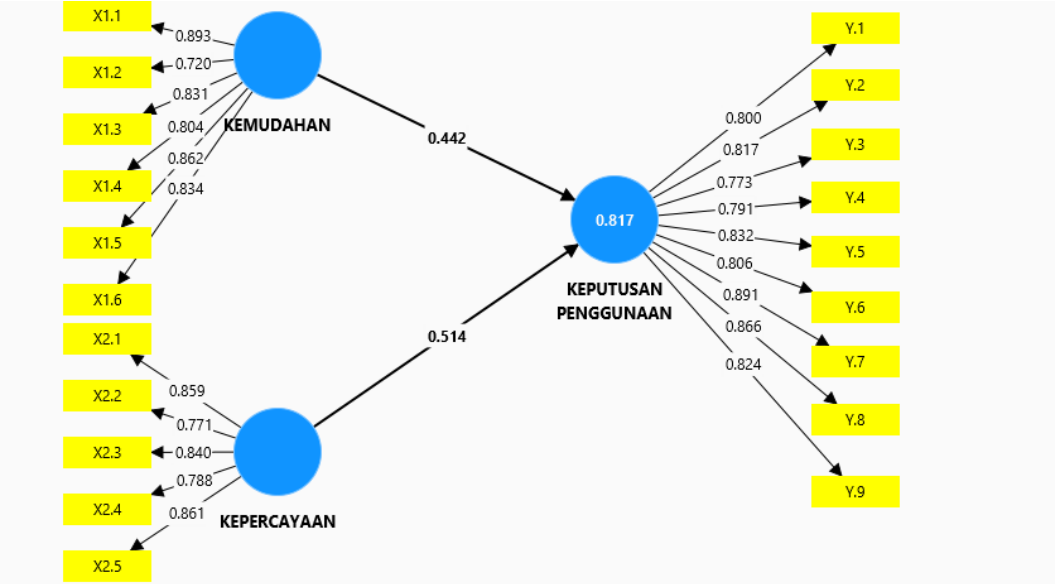 X1.1
0.893
X1.2
0.720
X1.3
0.831
X1.4
0.804
X1.5
0.862
X1.6
0.834
KEMUDAHAN
0.442
X2.1
0.859
X2.2
0.771
X2.3
0.840
X2.4
0.788
X2.5
0.861
KEPERCAYAAN
0.514
0.817
KEPUTUSAN
PENGGUNAAN
Y.1
0.800
Y.2
0.817
Y.3
0.773
Y.4
0.791
Y.5
0.832
Y.6
0.806
Y.7
0.891
Y.8
0.866
Y.9
0.824